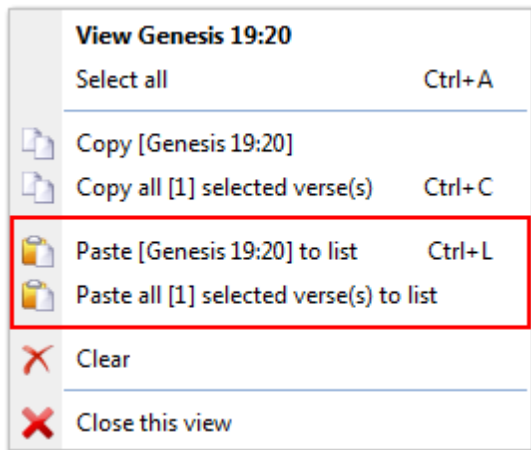 View Genesis 19:20
Select all Ctrl+A
Copy [Genesis 19:20]
Copy all [1] selected verse(s) Ctrl+C
Paste [Genesis 19:20] to list Ctrl+L
Paste all [1] selected verse(s) to list
Clear
Close this view